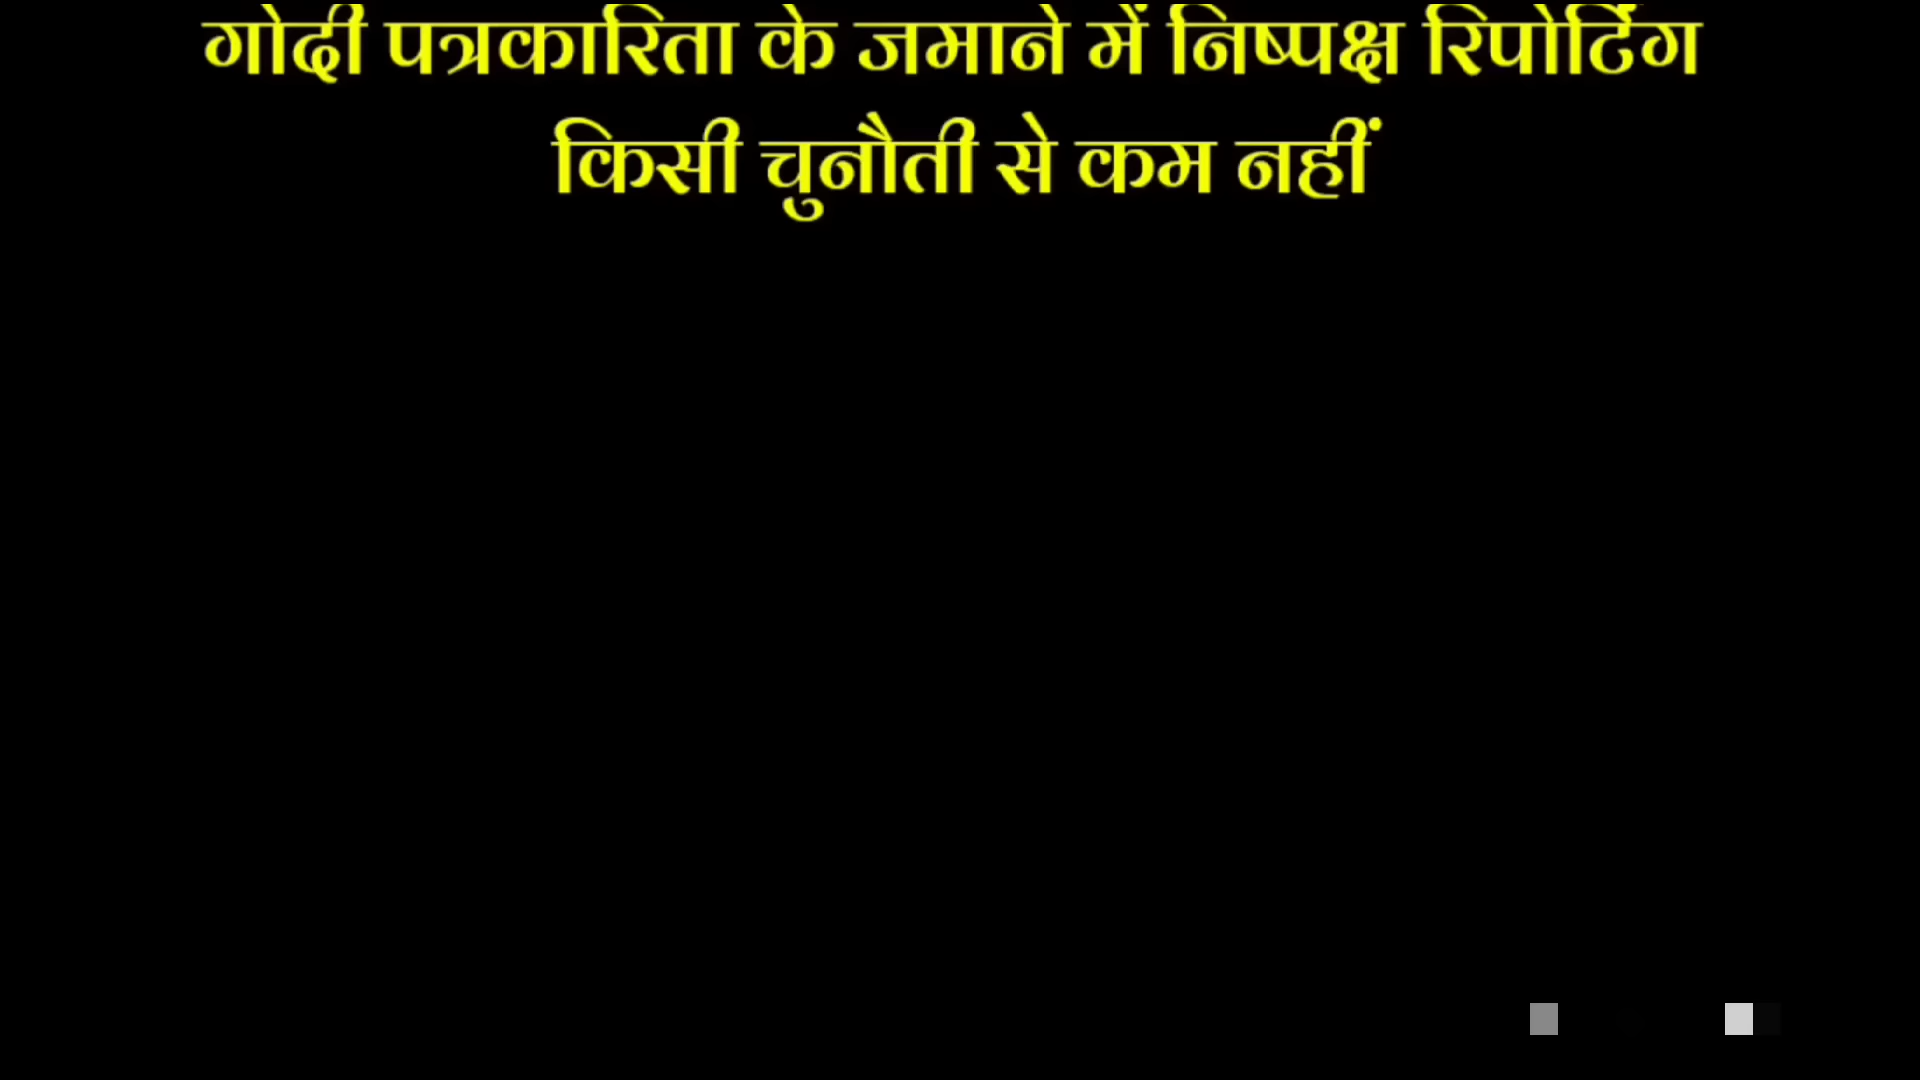 गोदी पत्रकारिता के जमाने में निष्पक्ष रिपोर्टिंग
किसी चुनौती से कम नहीं